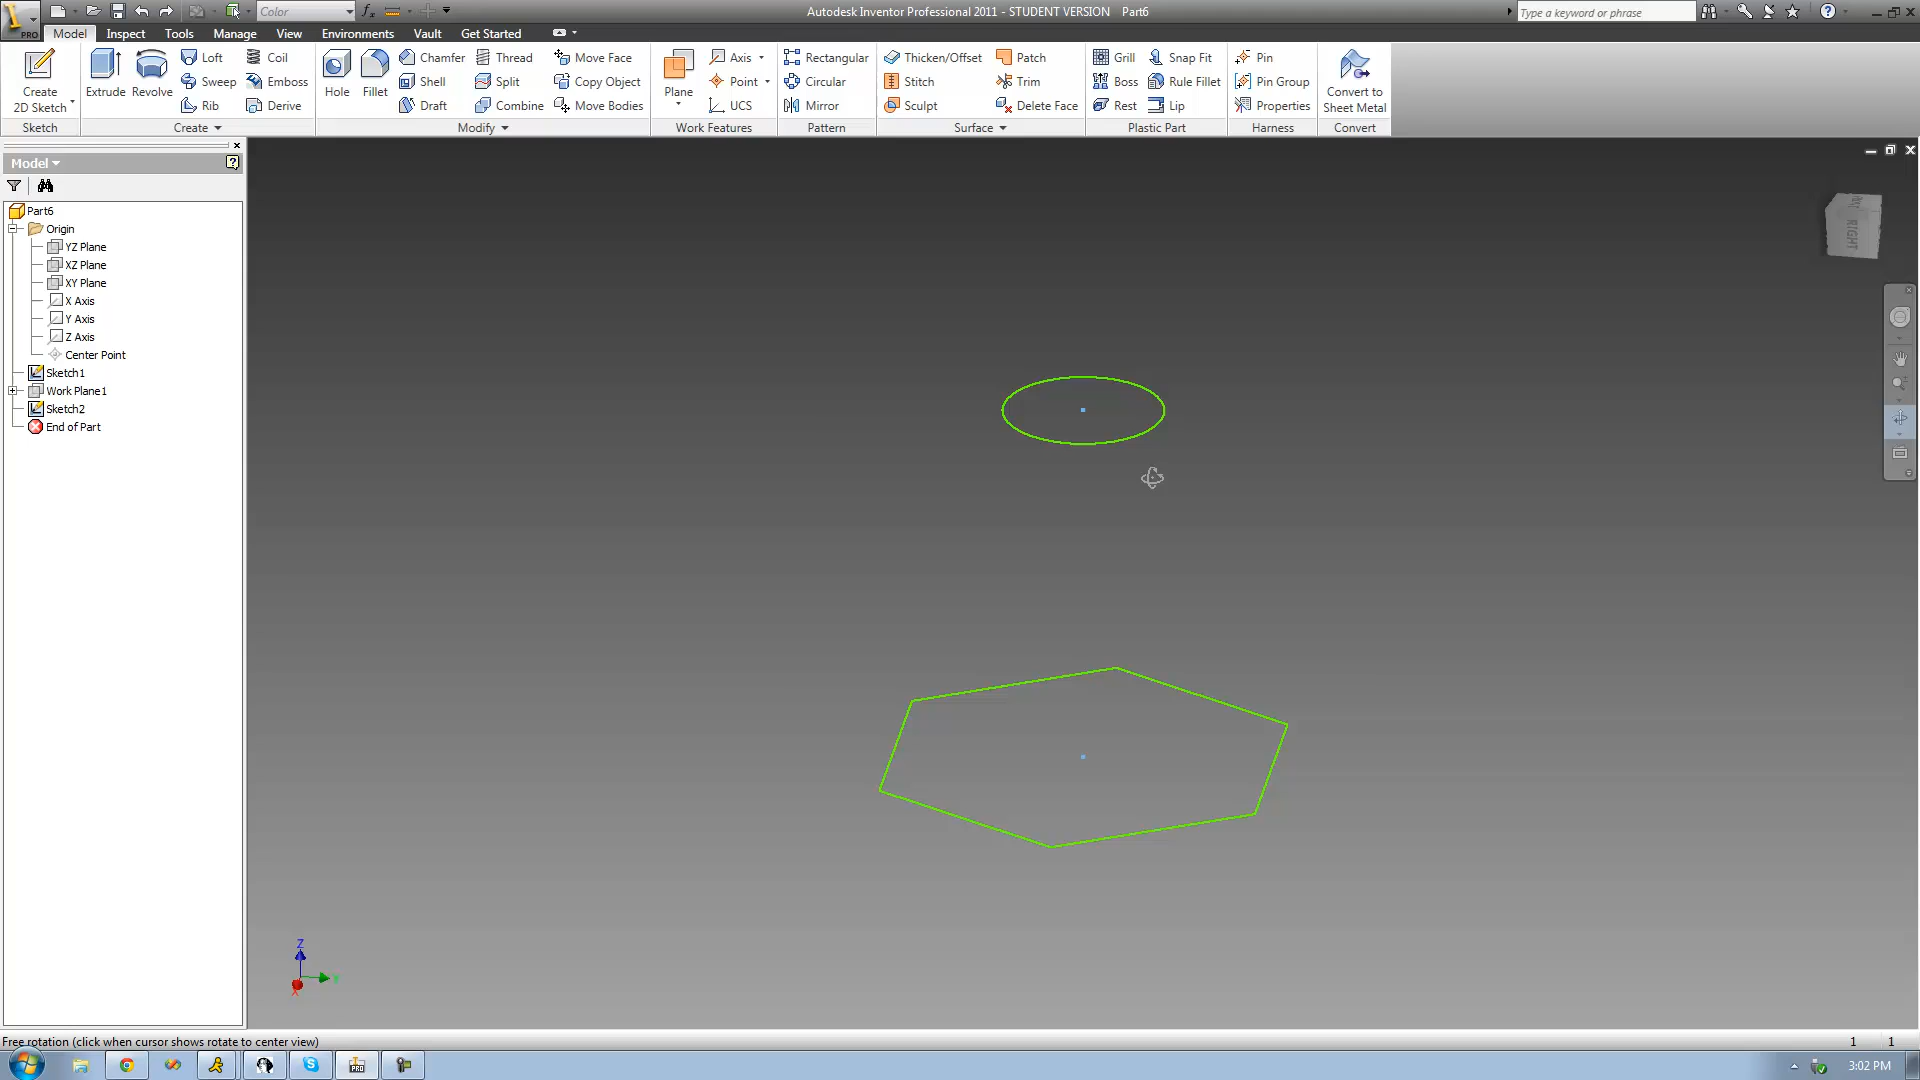 Color
Autodesk Inventor Professional 2011 - STUDENT VERSION Part6
Type a keyword or phrase
PRO
Model Inspect Tools Manage View Environments Vault Get Started
Create
2D Sketch
Sketch
Extrude
Revolve
Loft
Sweep
Rib
Coil
Emboss
Derive
Create
Hole
Fillet
Chamfer
Shell
Draft
Thread
Split
Combine
Move Face
Copy Object
Move Bodies
Modify
Plane
Axis
Point
UCS
Work Features
Rectangular
Circular
Mirror
Pattern
Thicken/Offset
Stitch
Sculpt
Patch
Trim
Delete Face
Surface
Grill
Boss
Rest
Snap Fit
Rule Fillet
Lip
Plastic Part
Pin
Pin Group
Properties
Harness
Convert to
Sheet Metal
Convert
Model
Part6
Origin
YZ Plane
XZ Plane
XY Plane
X Axis
Y Axis
Z Axis
Center Point
Sketch1
Work Plane1
Sketch2
End of Part
RIGHT
Z
Y
X
Free rotation (click when cursor shows rotate to center view)
1 1
PRO
3:02 PM